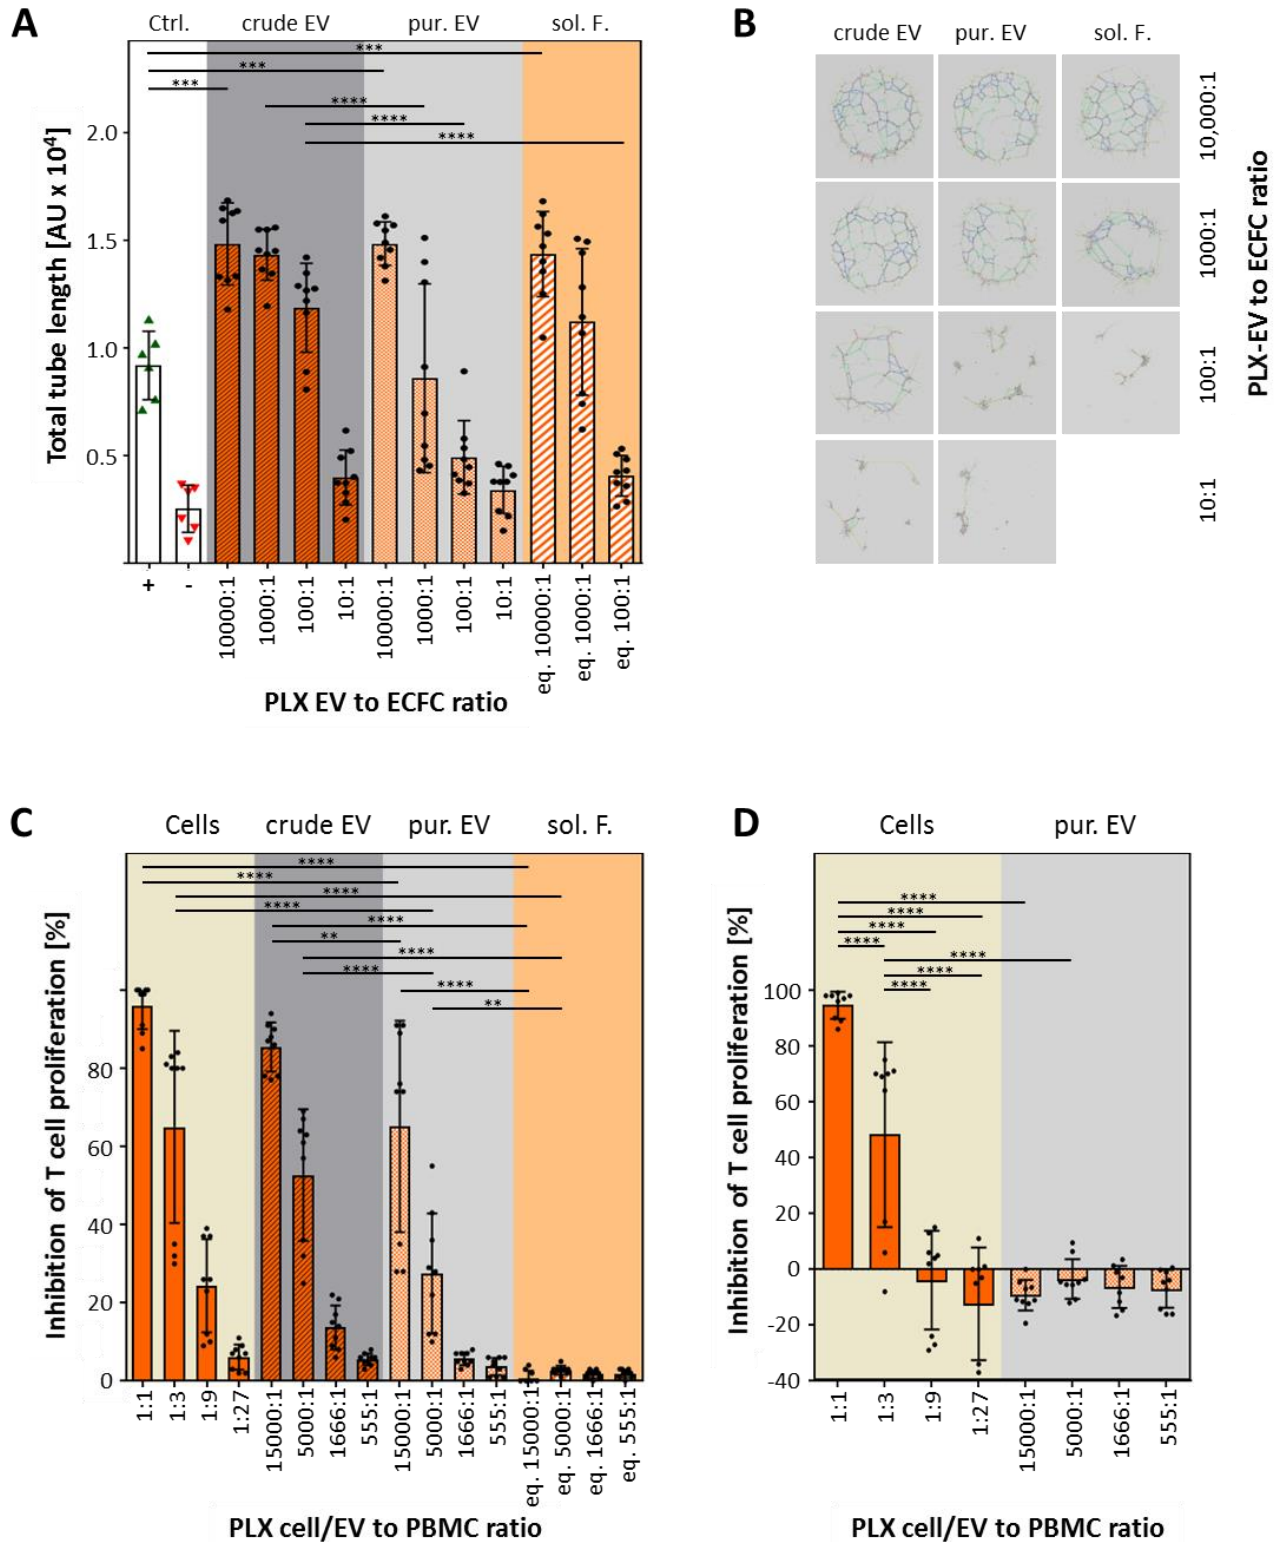 A
Ctrl.
crude EV
pur. EV
sol. F.
***
***
***
****
****
****
Total tube length [AU x 10⁴]
2.0
1.5
1.0
0.5
+
-
10000:1
1000:1
100:1
10:1
10000:1
1000:1
100:1
10:1
eq. 10000:1
eq. 1000:1
eq. 100:1
PLX EV to ECFC ratio
B
crude EV
pur. EV
sol. F.
10,000:1
1000:1
100:1
10:1
PLX-EV to ECFC ratio
C
Cells
crude EV
pur. EV
sol. F.
****
****
****
****
****
**
****
****
****
**
Inhibition of T cell proliferation [%]
80
60
40
20
0
1:1
1:3
1:9
1:27
15000:1
5000:1
1666:1
555:1
15000:1
5000:1
1666:1
555:1
eq. 15000:1
eq. 5000:1
eq. 1666:1
eq. 555:1
PLX cell/EV to PBMC ratio
D
Cells
pur. EV
****
****
****
****
****
****
****
Inhibition of T cell proliferation [%]
100
80
60
40
20
0
-20
-40
1:1
1:3
1:9
1:27
15000:1
5000:1
1666:1
555:1
PLX cell/EV to PBMC ratio